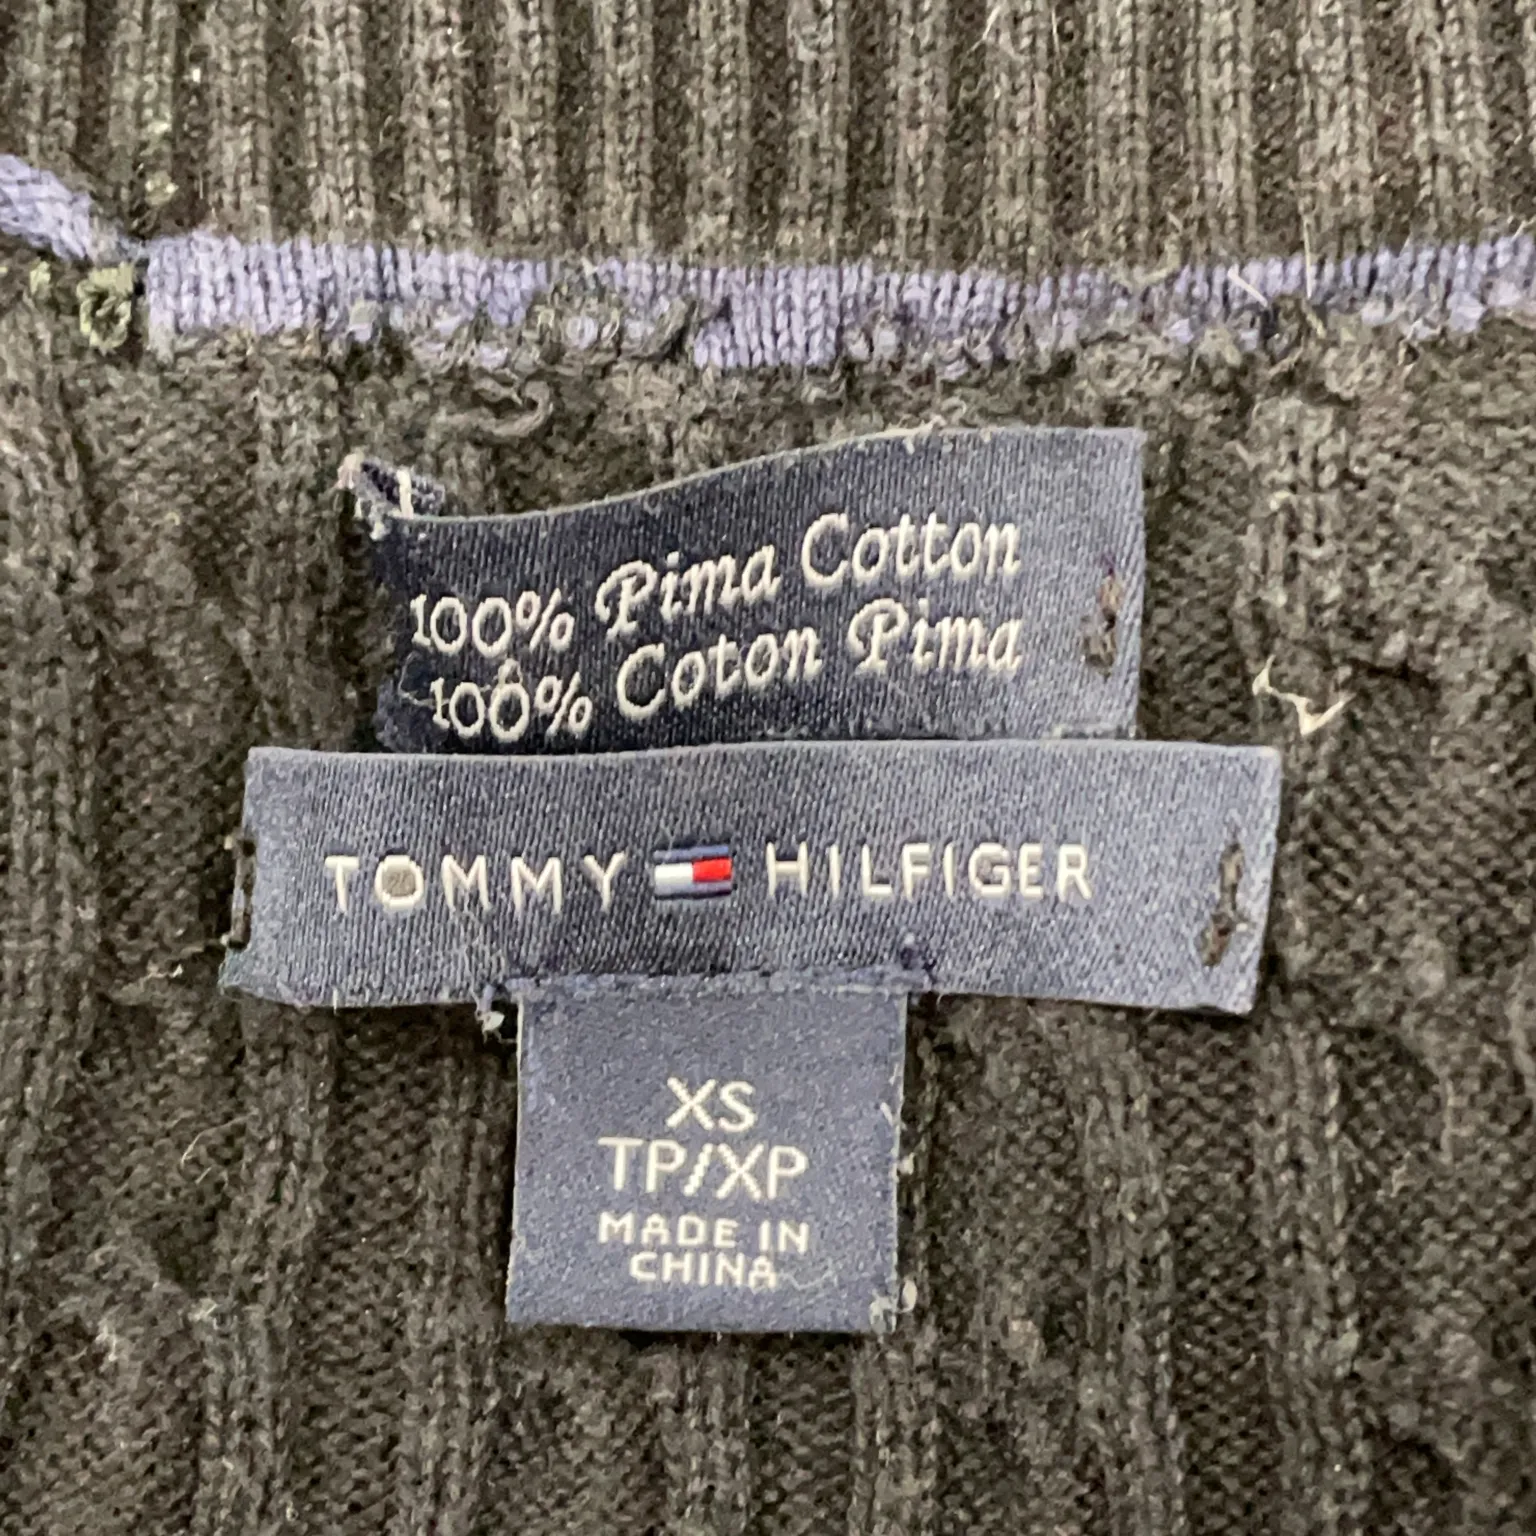 100% Pima Cotton
100% Coton Pima
TOMMY HILFIGER
XS
TP/XP
MADE IN
CHINA